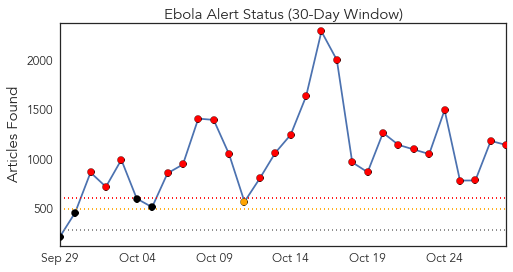 Ebola Alert Status (30-Day Window)
Articles Found
2000
1500
1000
500
Sep 29
Oct 04
Oct 09
Oct 14
Oct 19
Oct 24